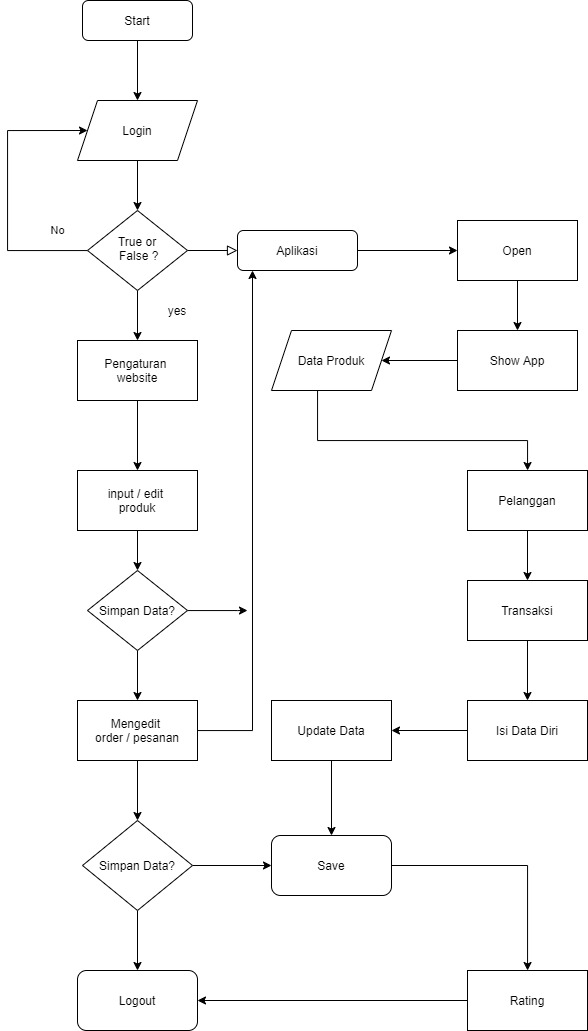 Start
Login
No
True or
False ?
Aplikasi
Open
yes
Pengaturan
website
Data Produk
Show App
input / edit
produk
Pelanggan
Simpan Data?
Transaksi
Mengedit
order / pesanan
Update Data
Isi Data Diri
Simpan Data?
Save
Logout
Rating